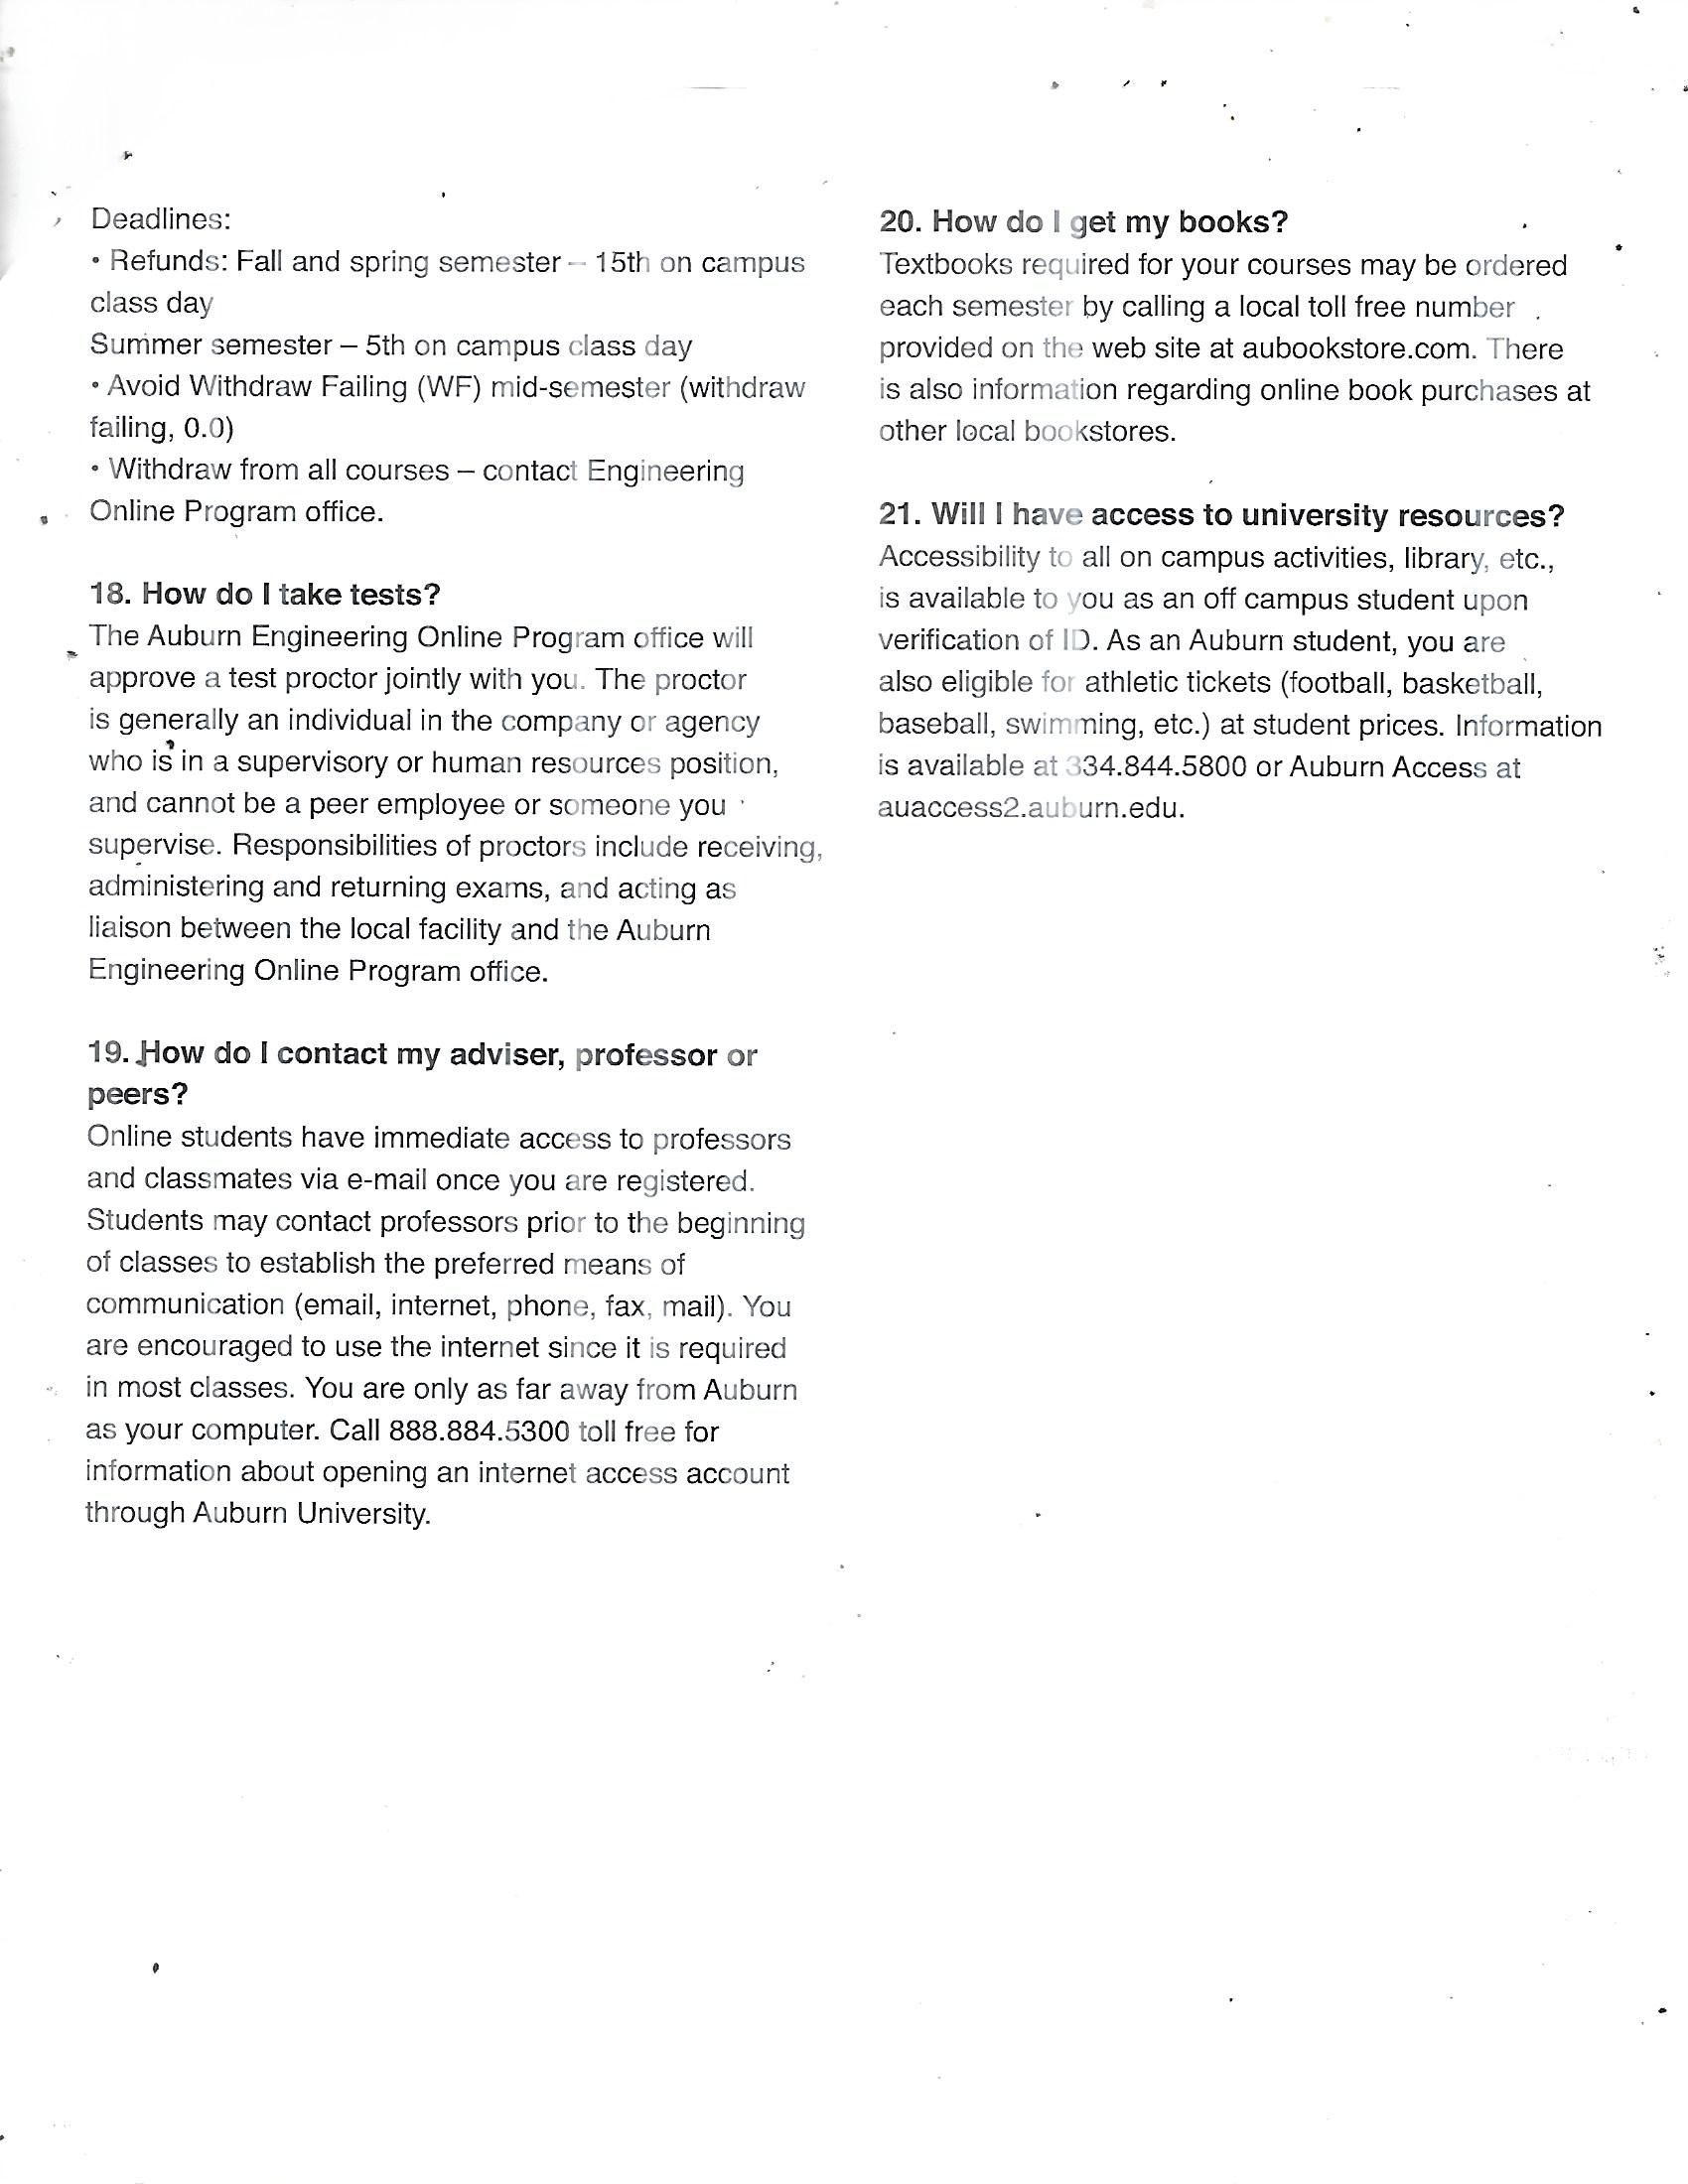 Deadlines:
• Refunds: Fall and spring semester – 15th on campus
class day
Summer semester – 5th on campus class day
• Avoid Withdraw Failing (WF) mid-semester (withdraw
failing, 0.0)
• Withdraw from all courses – contact Engineering
Online Program office.
18. How do I take tests?
The Auburn Engineering Online Program office will
approve a test proctor jointly with you. The proctor
is generally an individual in the company or agency
who is in a supervisory or human resources position,
and cannot be a peer employee or someone you
supervise. Responsibilities of proctors include receiving,
administering and returning exams, and acting as
liaison between the local facility and the Auburn
Engineering Online Program office.
19. How do I contact my adviser, professor or
peers?
Online students have immediate access to professors
and classmates via e-mail once you are registered.
Students may contact professors prior to the beginning
of classes to establish the preferred means of
communication (email, internet, phone, fax, mail). You
are encouraged to use the internet since it is required
in most classes. You are only as far away from Auburn
as your computer. Call 888.884.5300 toll free for
information about opening an internet access account
through Auburn University.
20. How do I get my books?
Textbooks required for your courses may be ordered
each semester by calling a local toll free number
provided on the web site at aubookstore.com. There
is also information regarding online book purchases at
other local bookstores.
21. Will I have access to university resources?
Accessibility to all on campus activities, library, etc.,
is available to you as an off campus student upon
verification of ID. As an Auburn student, you are
also eligible for athletic tickets (football, basketball,
baseball, swimming, etc.) at student prices. Information
is available at 334.844.5800 or Auburn Access at
auaccess2.auburn.edu.